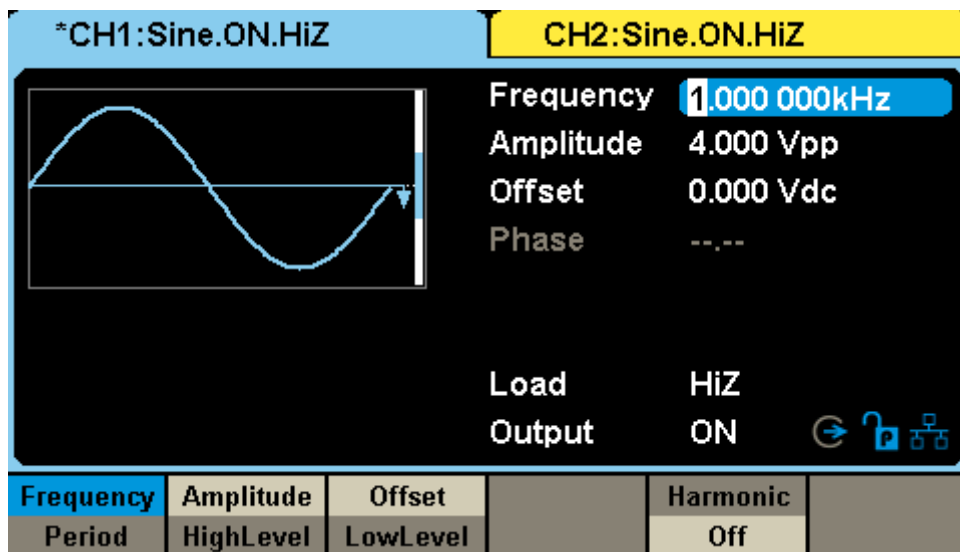 *CH1:Sine.ON.HiZ CH2:Sine.ON.HiZ
Frequency 1.000 000kHz
Amplitude 4.000 Vpp
Offset 0.000 Vdc
Phase --.--
Load HiZ
Output ON P
Frequency Amplitude Offset Harmonic
Period HighLevel LowLevel Off